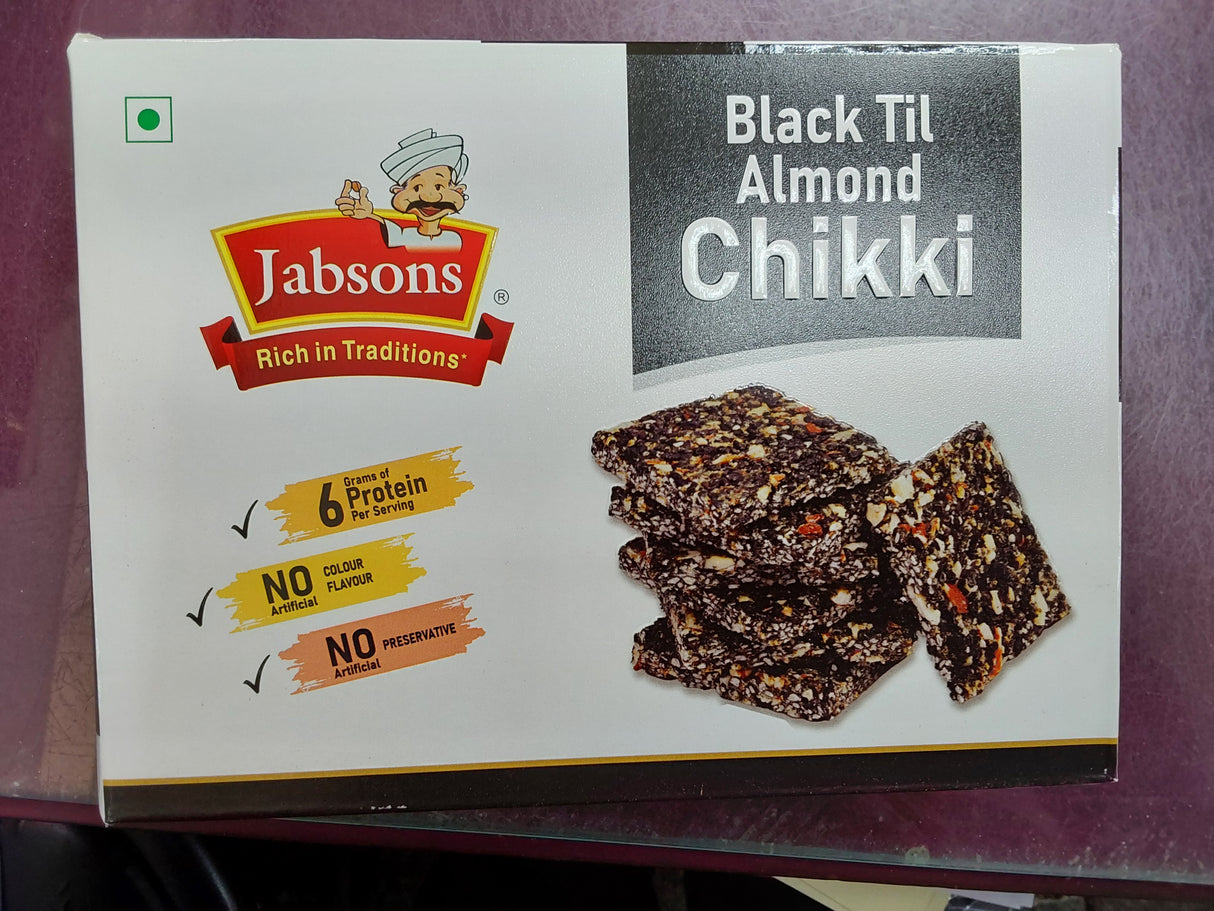 Jabsons
®
Rich in Traditions*
Black Til
Almond
Chikki
6 Grams of
Protein
Per Serving
NO COLOUR
Artificial FLAVOUR
NO PRESERVATIVE
Artificial